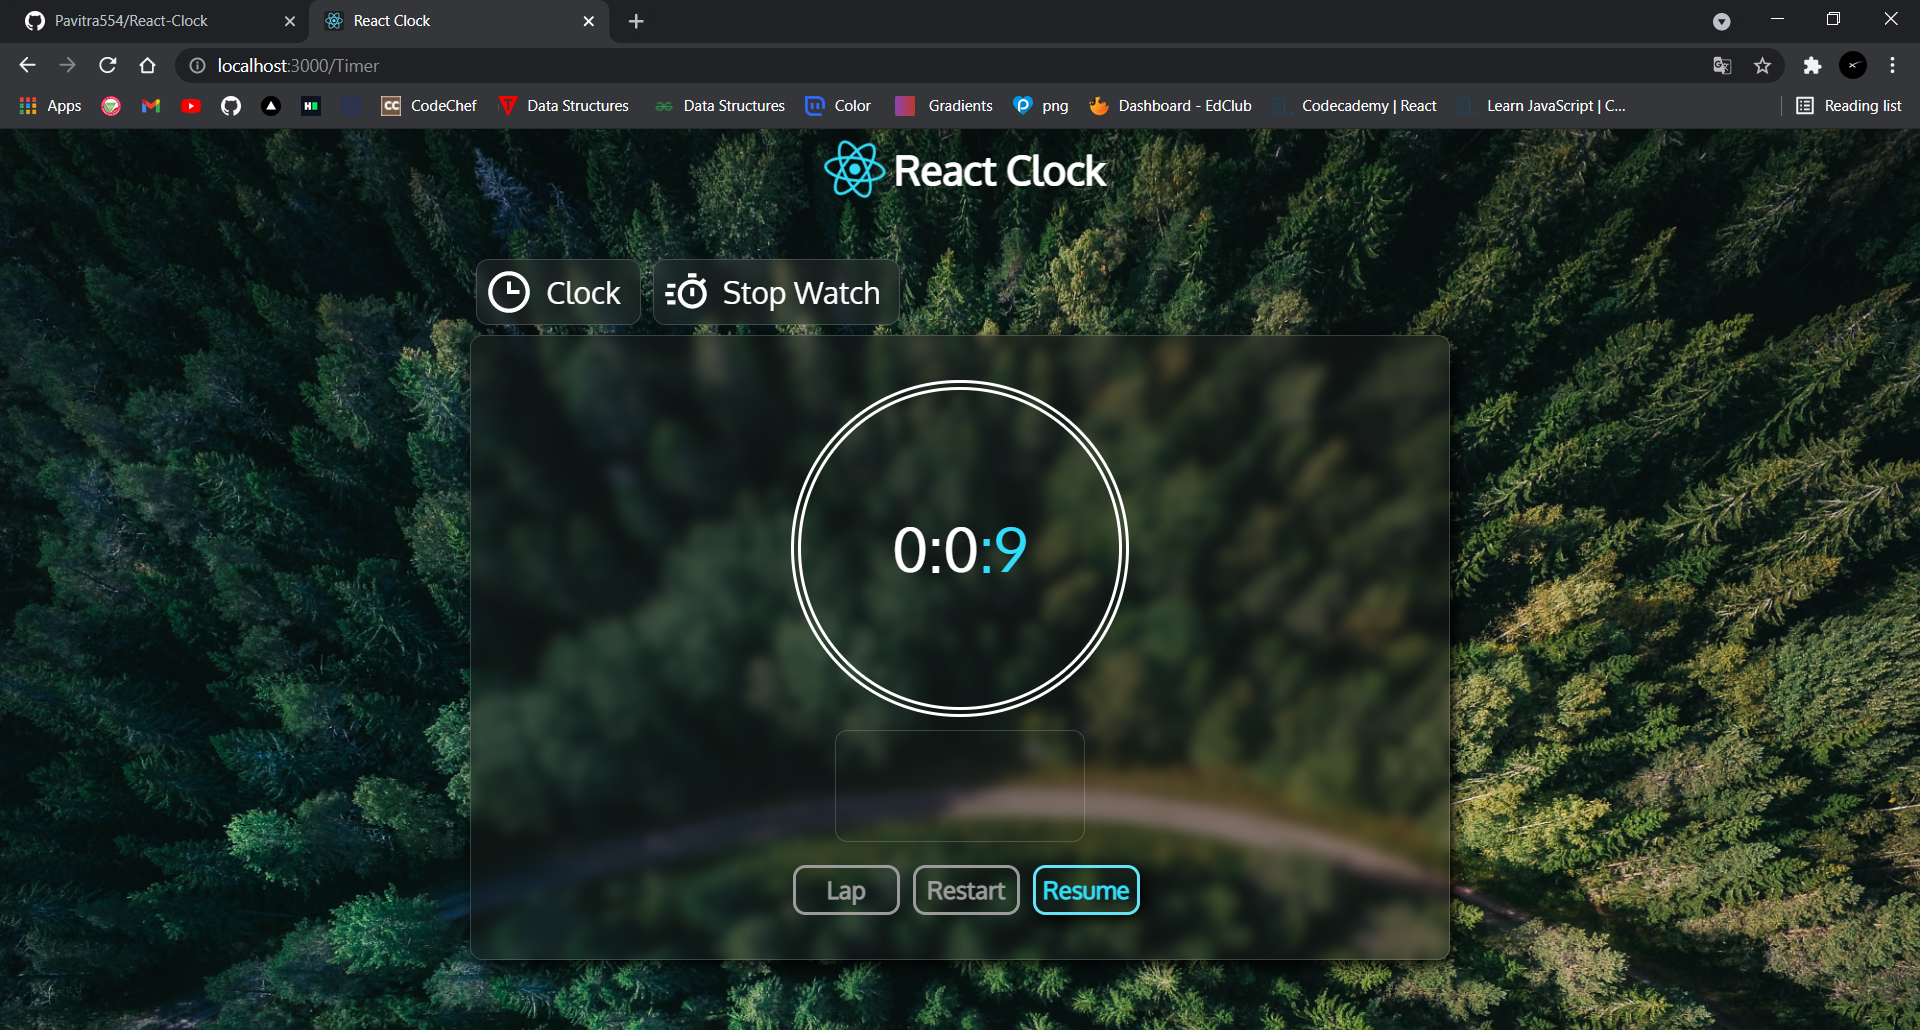 Pavitra554/React-Clock
React Clock
localhost:3000/Timer
Apps
CC CodeChef
Data Structures
Data Structures
Color
Gradients
png
Dashboard - EdClub
Codecademy | React
Learn JavaScript | C...
Reading list
React Clock
Clock
Stop Watch
0:0:9
Lap
Restart
Resume